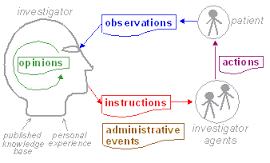 investigator
observations
patient
opinions
actions
instructions
published
knowledge
base
personal
experience
administrative
events
investigator
agents